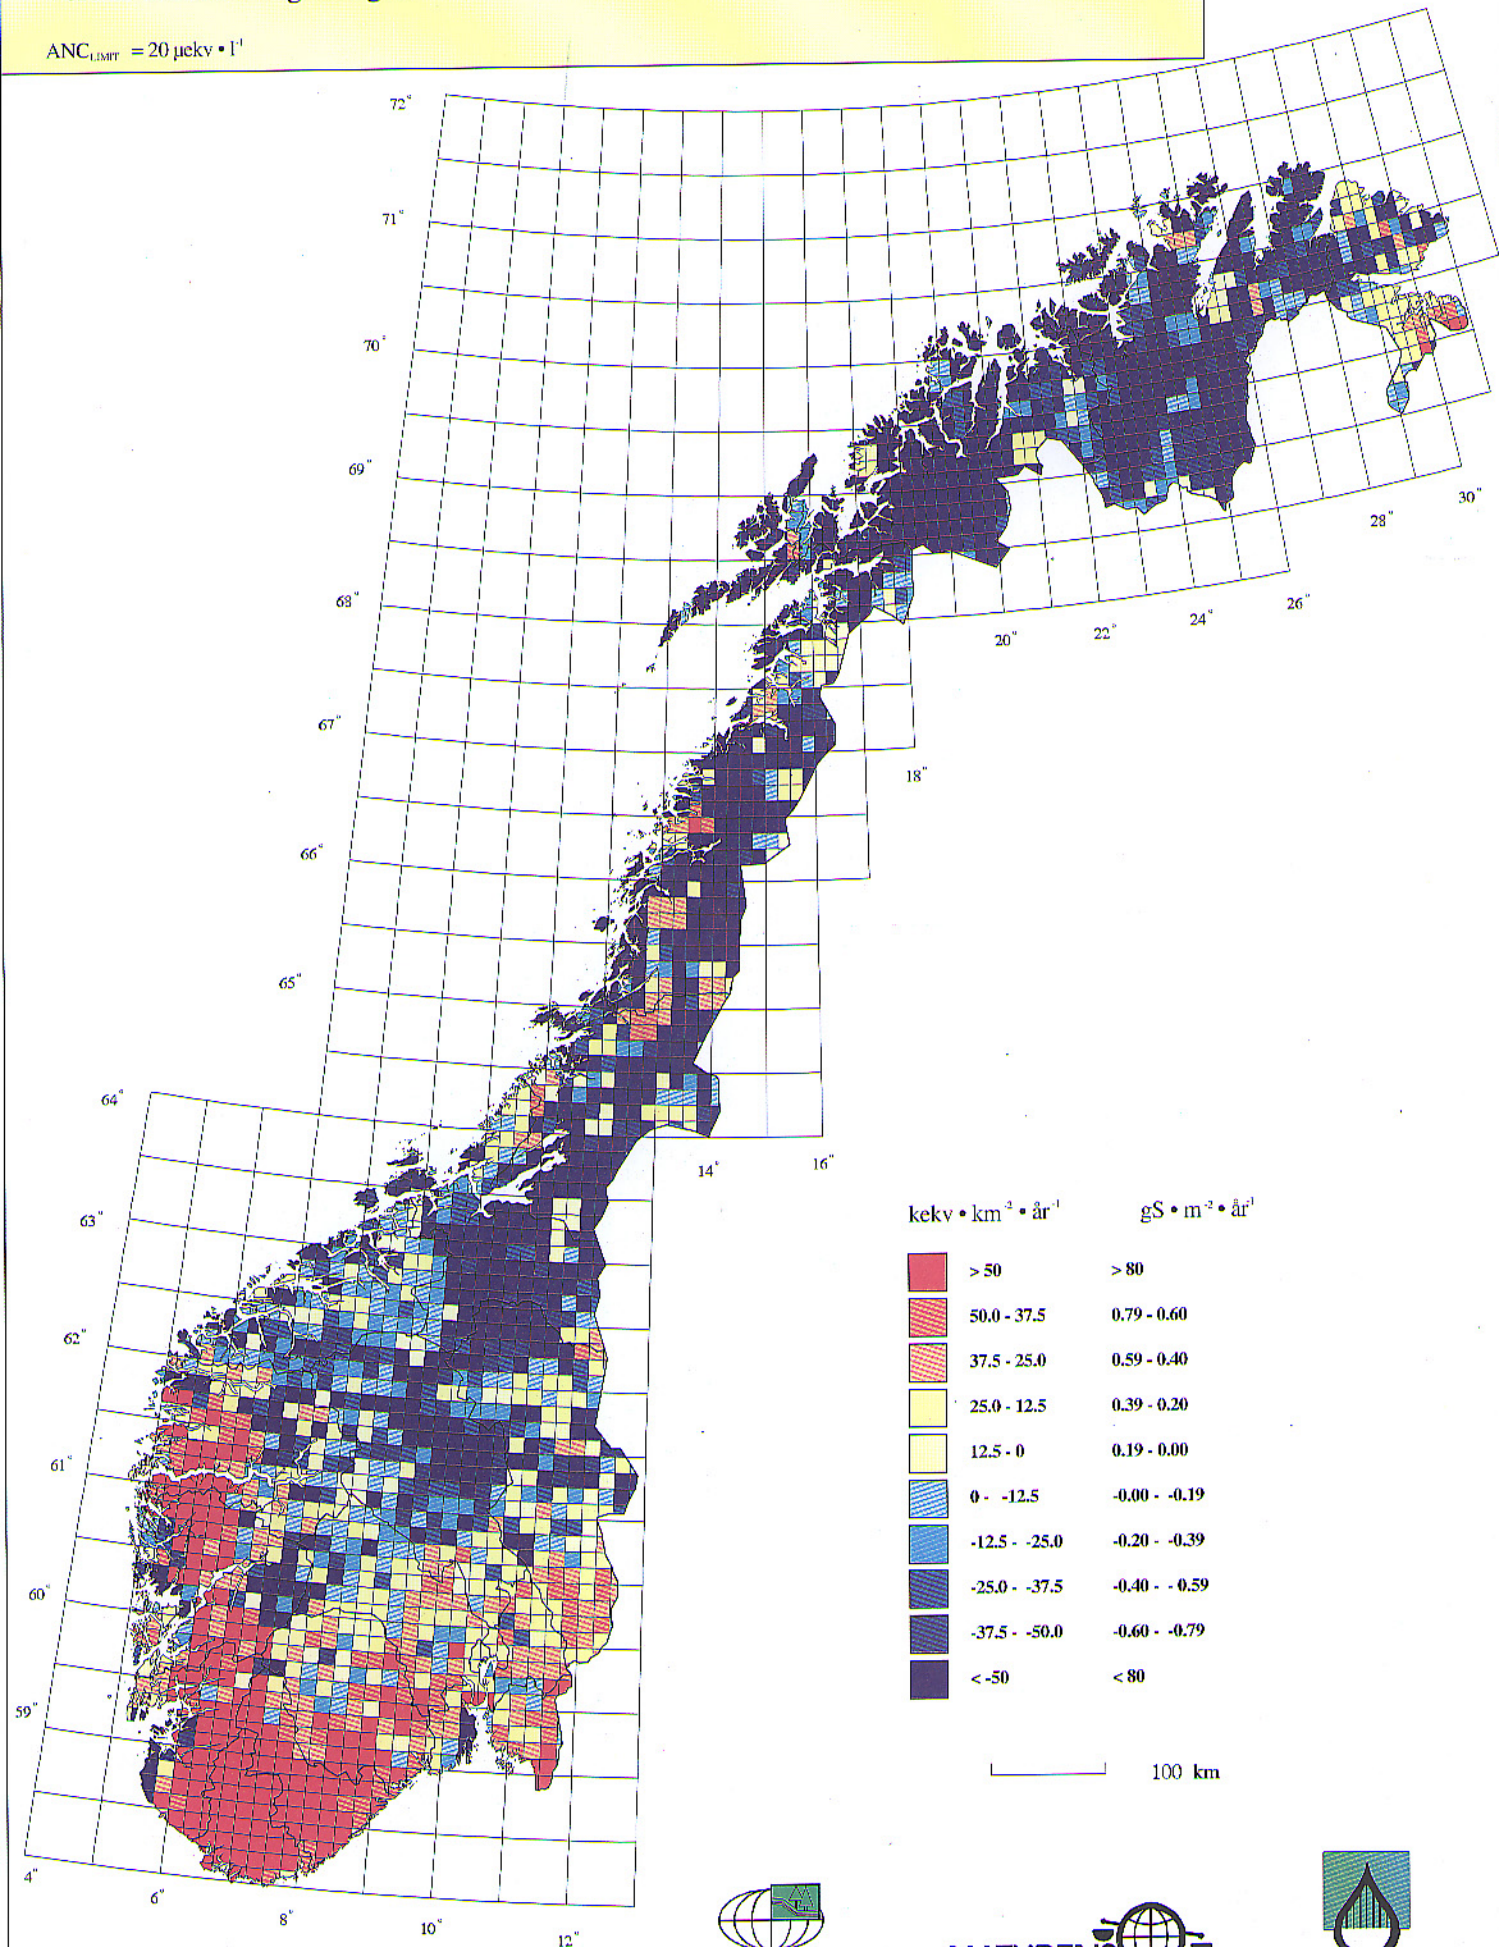 ANC LIMIT = 20 µekv • l⁻¹
72°
71°
70°
69°
68°
67°
66°
65°
64°
63°
62°
61°
60°
59°
4°
6°
8°
10°
12°
14°
16°
18°
20°
22°
24°
26°
28°
30°
kekv • km⁻² • år⁻¹ gS • m⁻² • år⁻¹
> 50 > 80
50.0 - 37.5 0.79 - 0.60
37.5 - 25.0 0.59 - 0.40
25.0 - 12.5 0.39 - 0.20
12.5 - 0 0.19 - 0.00
0 - -12.5 -0.00 - -0.19
-12.5 - -25.0 -0.20 - -0.39
-25.0 - -37.5 -0.40 - - 0.59
-37.5 - -50.0 -0.60 - -0.79
< -50 < 80
100 km